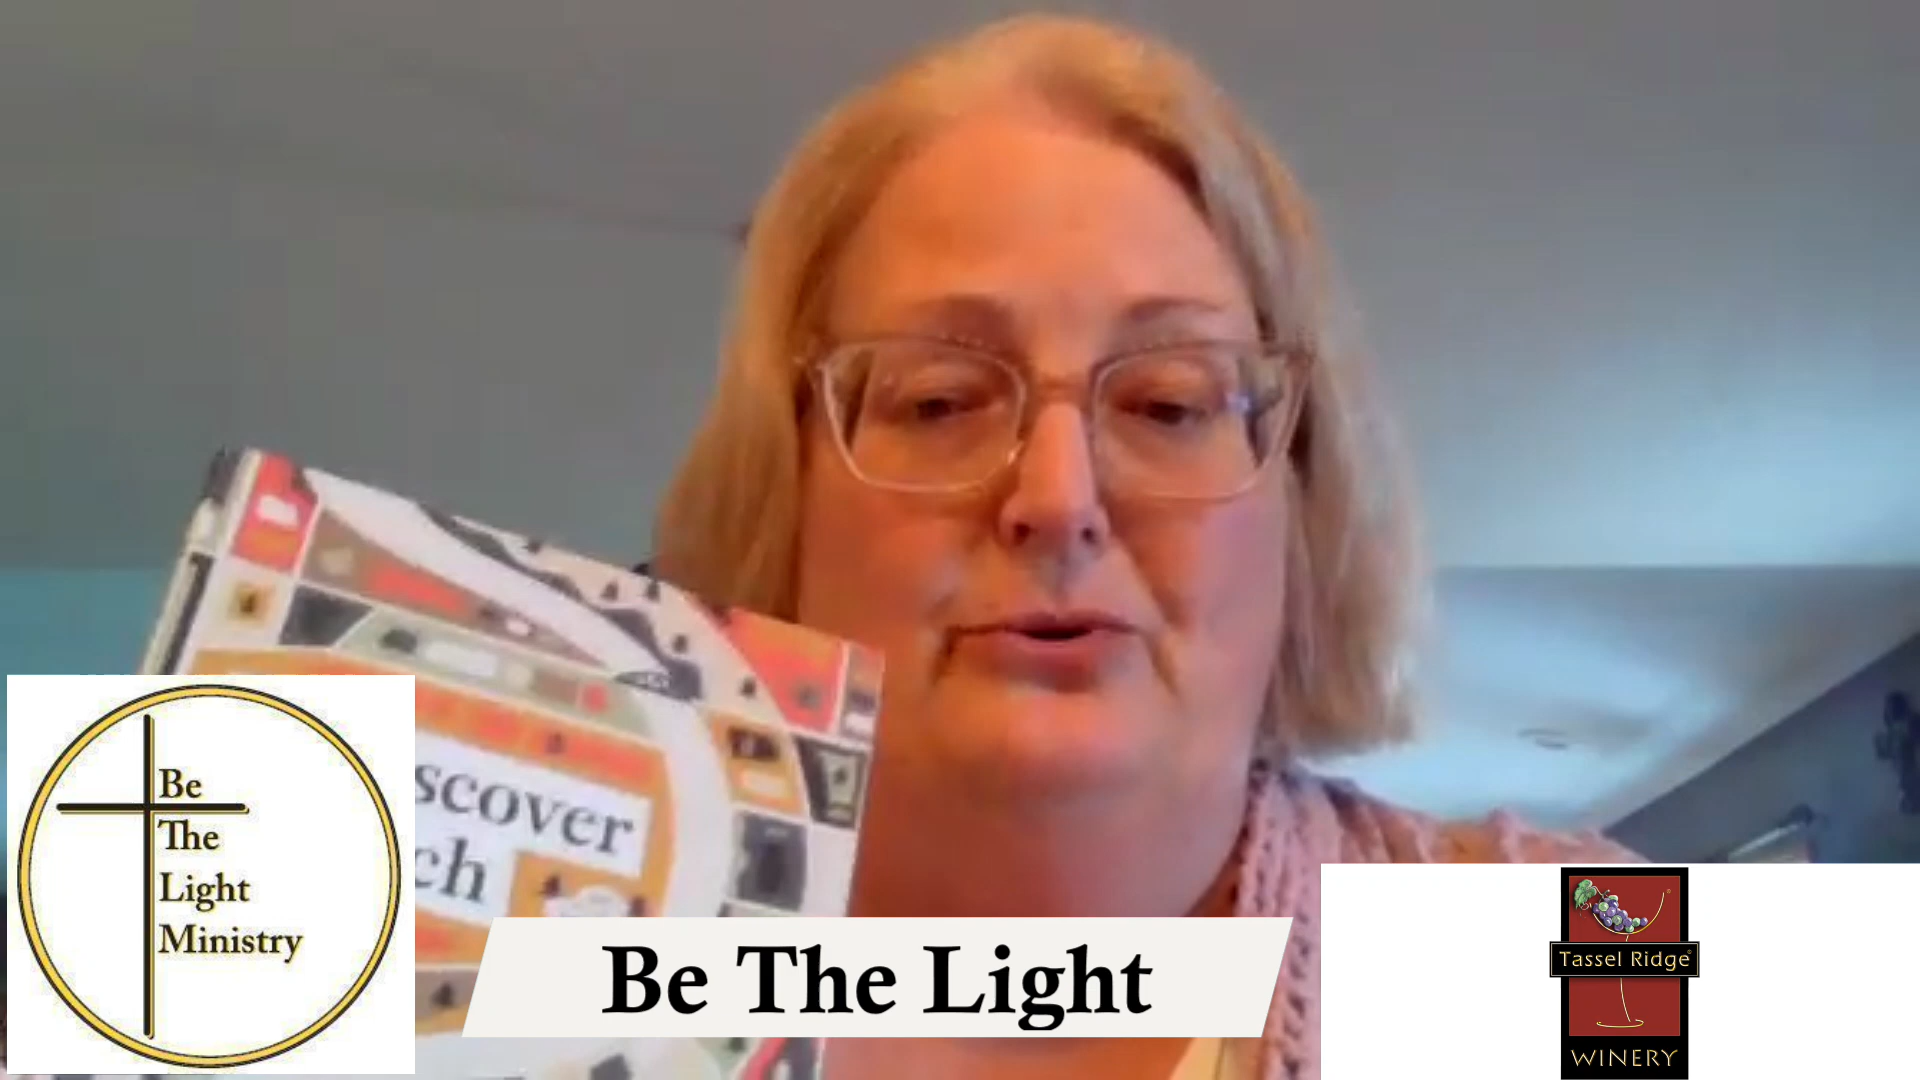 scover
ch
Be
The
Light
Ministry
Be The Light
Tassel Ridge®
WINERY